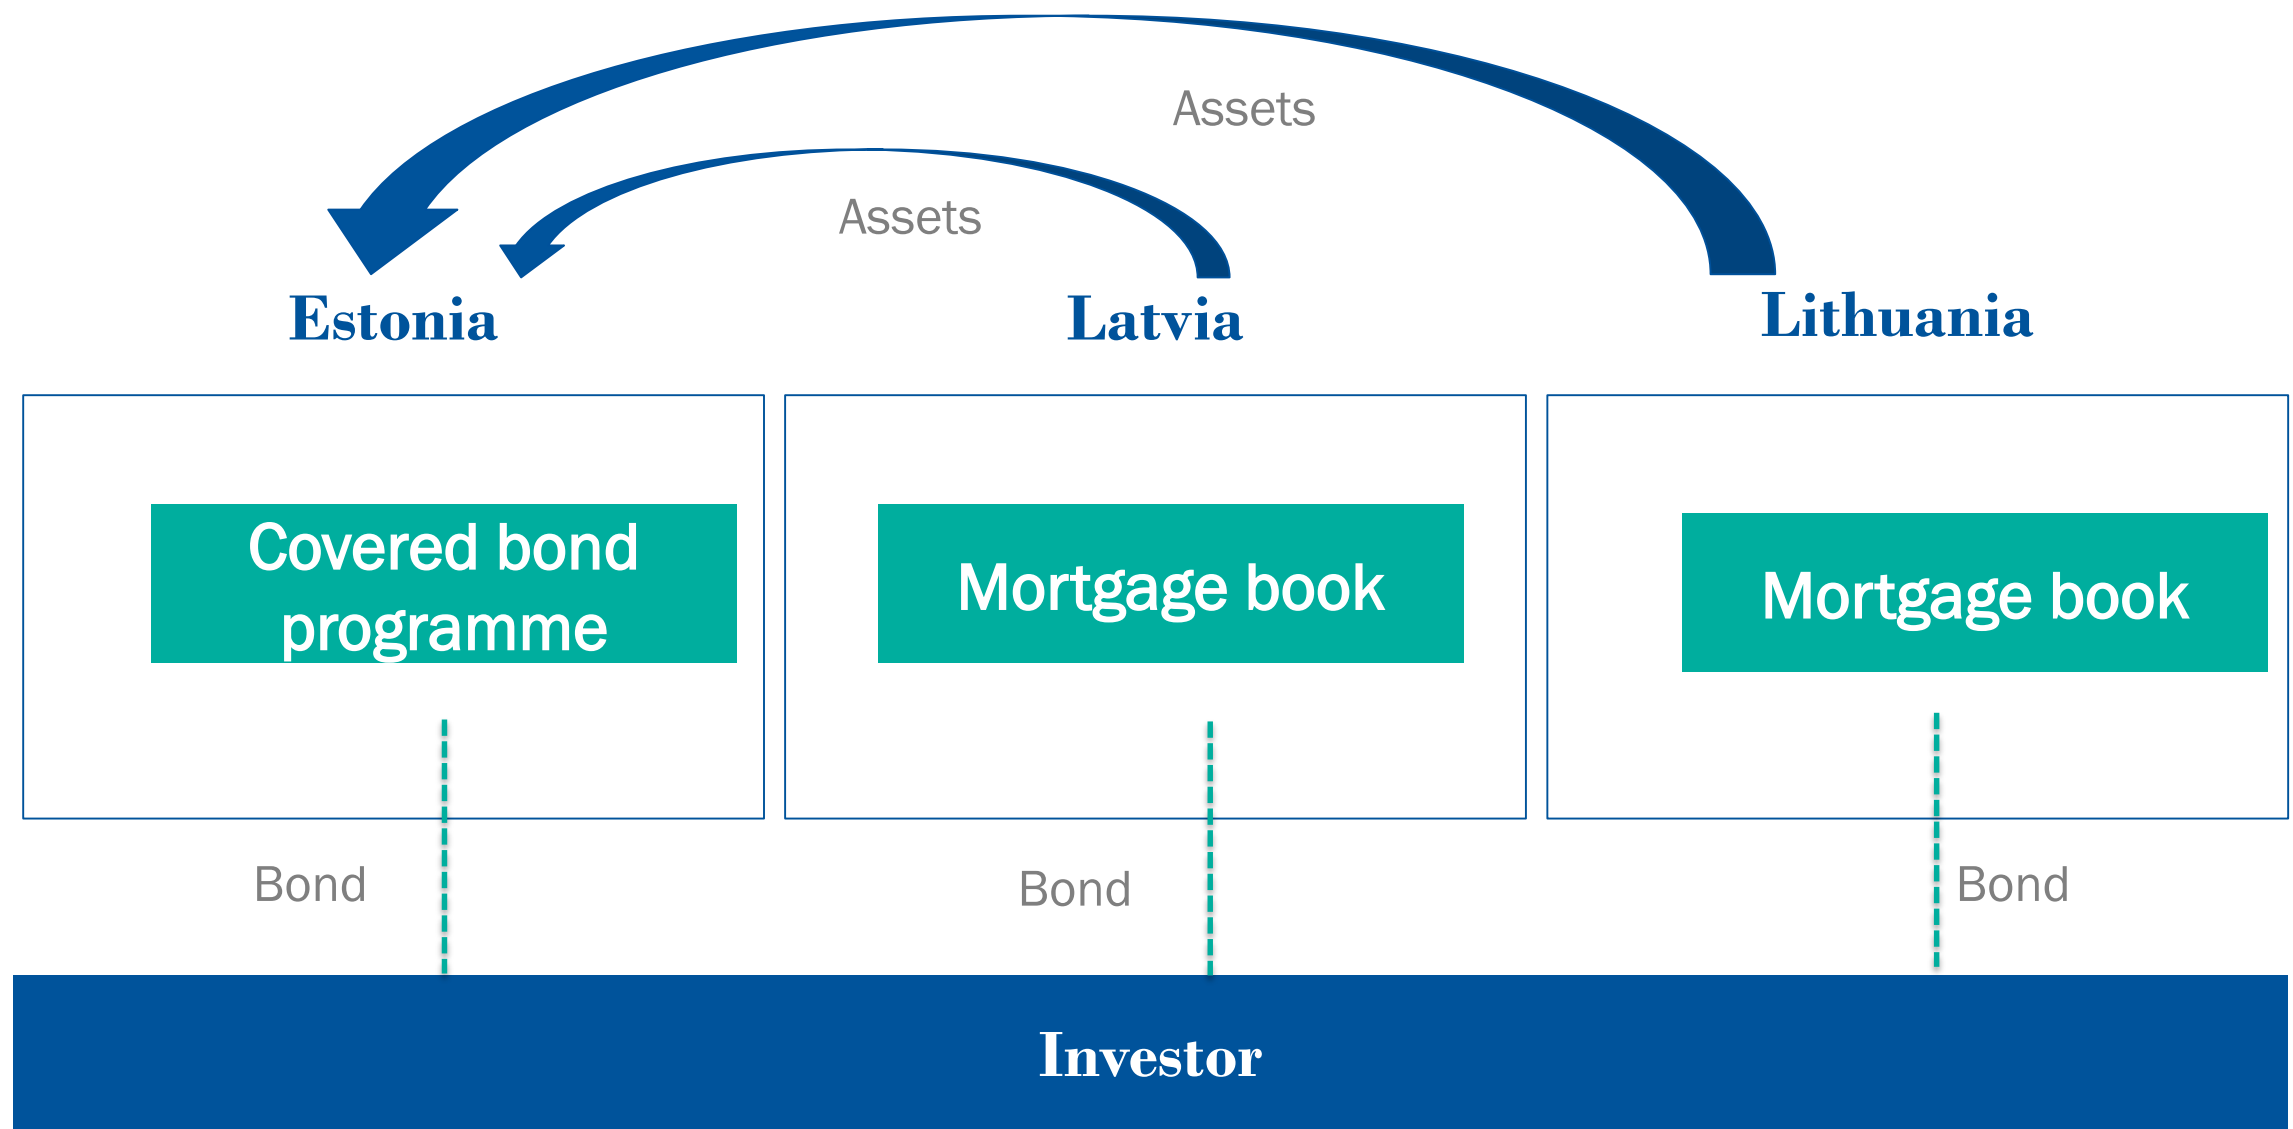 Assets
Assets
Estonia
Latvia
Lithuania
Covered bond
programme
Mortgage book
Mortgage book
Bond
Bond
Bond
Investor